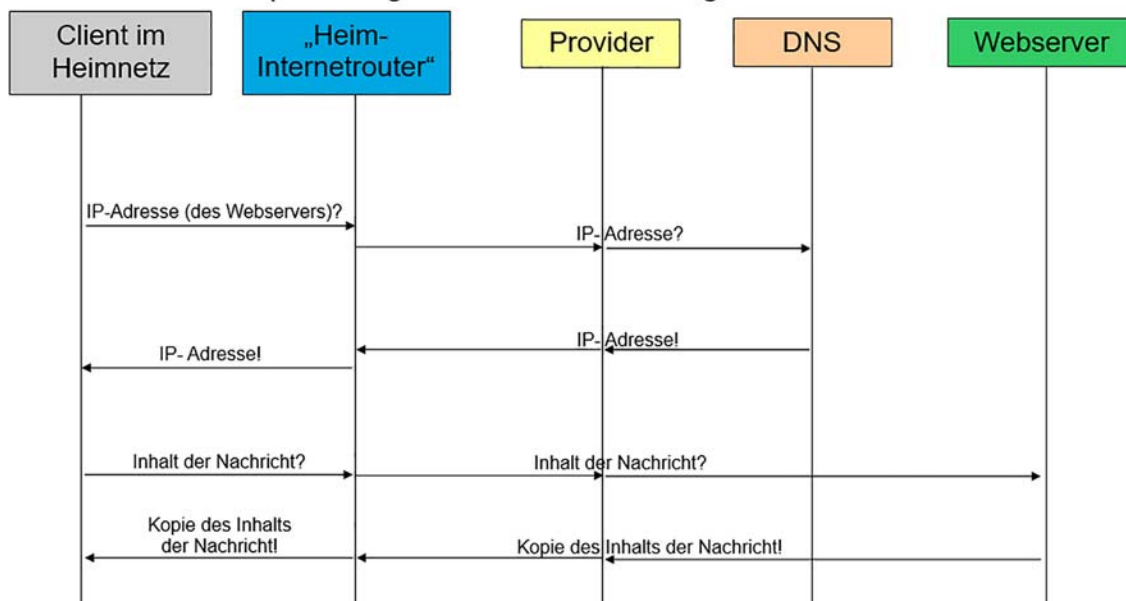 Client im
Heimnetz
„Heim-
Internetrouter“
Provider
DNS
Webserver
IP-Adresse (des Webservers)?
IP- Adresse?
IP- Adresse!
IP- Adresse!
Inhalt der Nachricht?
Inhalt der Nachricht?
Kopie des Inhalts
der Nachricht!
Kopie des Inhalts der Nachricht!